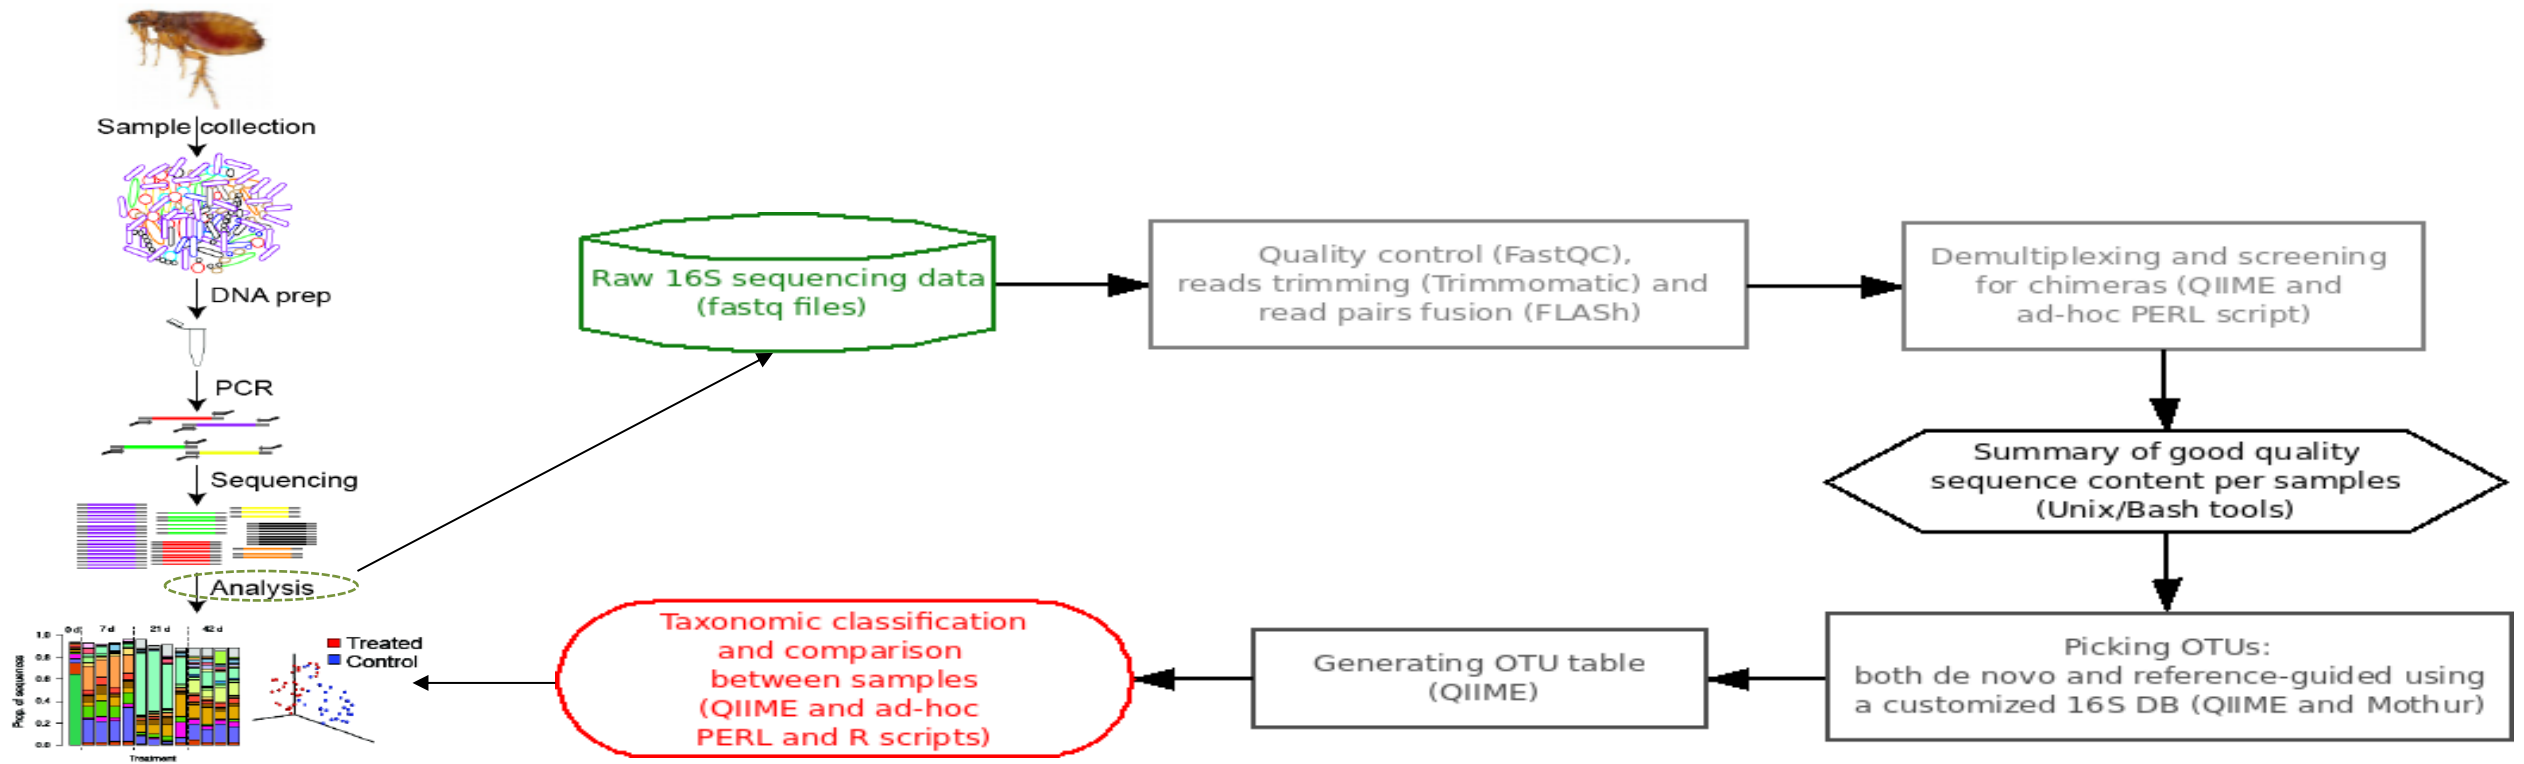 Sample collection
DNA prep
PCR
Sequencing
Analysis
0 d 7 d 21 d 42 d
1.0
0.8
0.6
0.4
0.2
0.0
Prop. of sequences
Treatment
Treated
Control
Raw 16S sequencing data
(fastq files)
Quality control (FastQC),
reads trimming (Trimmomatic) and
read pairs fusion (FLASh)
Demultiplexing and screening
for chimeras (QIIME and
ad-hoc PERL script)
Summary of good quality
sequence content per samples
(Unix/Bash tools)
Picking OTUs:
both de novo and reference-guided using
a customized 16S DB (QIIME and Mothur)
Generating OTU table
(QIIME)
Taxonomic classification
and comparison
between samples
(QIIME and ad-hoc
PERL and R scripts)